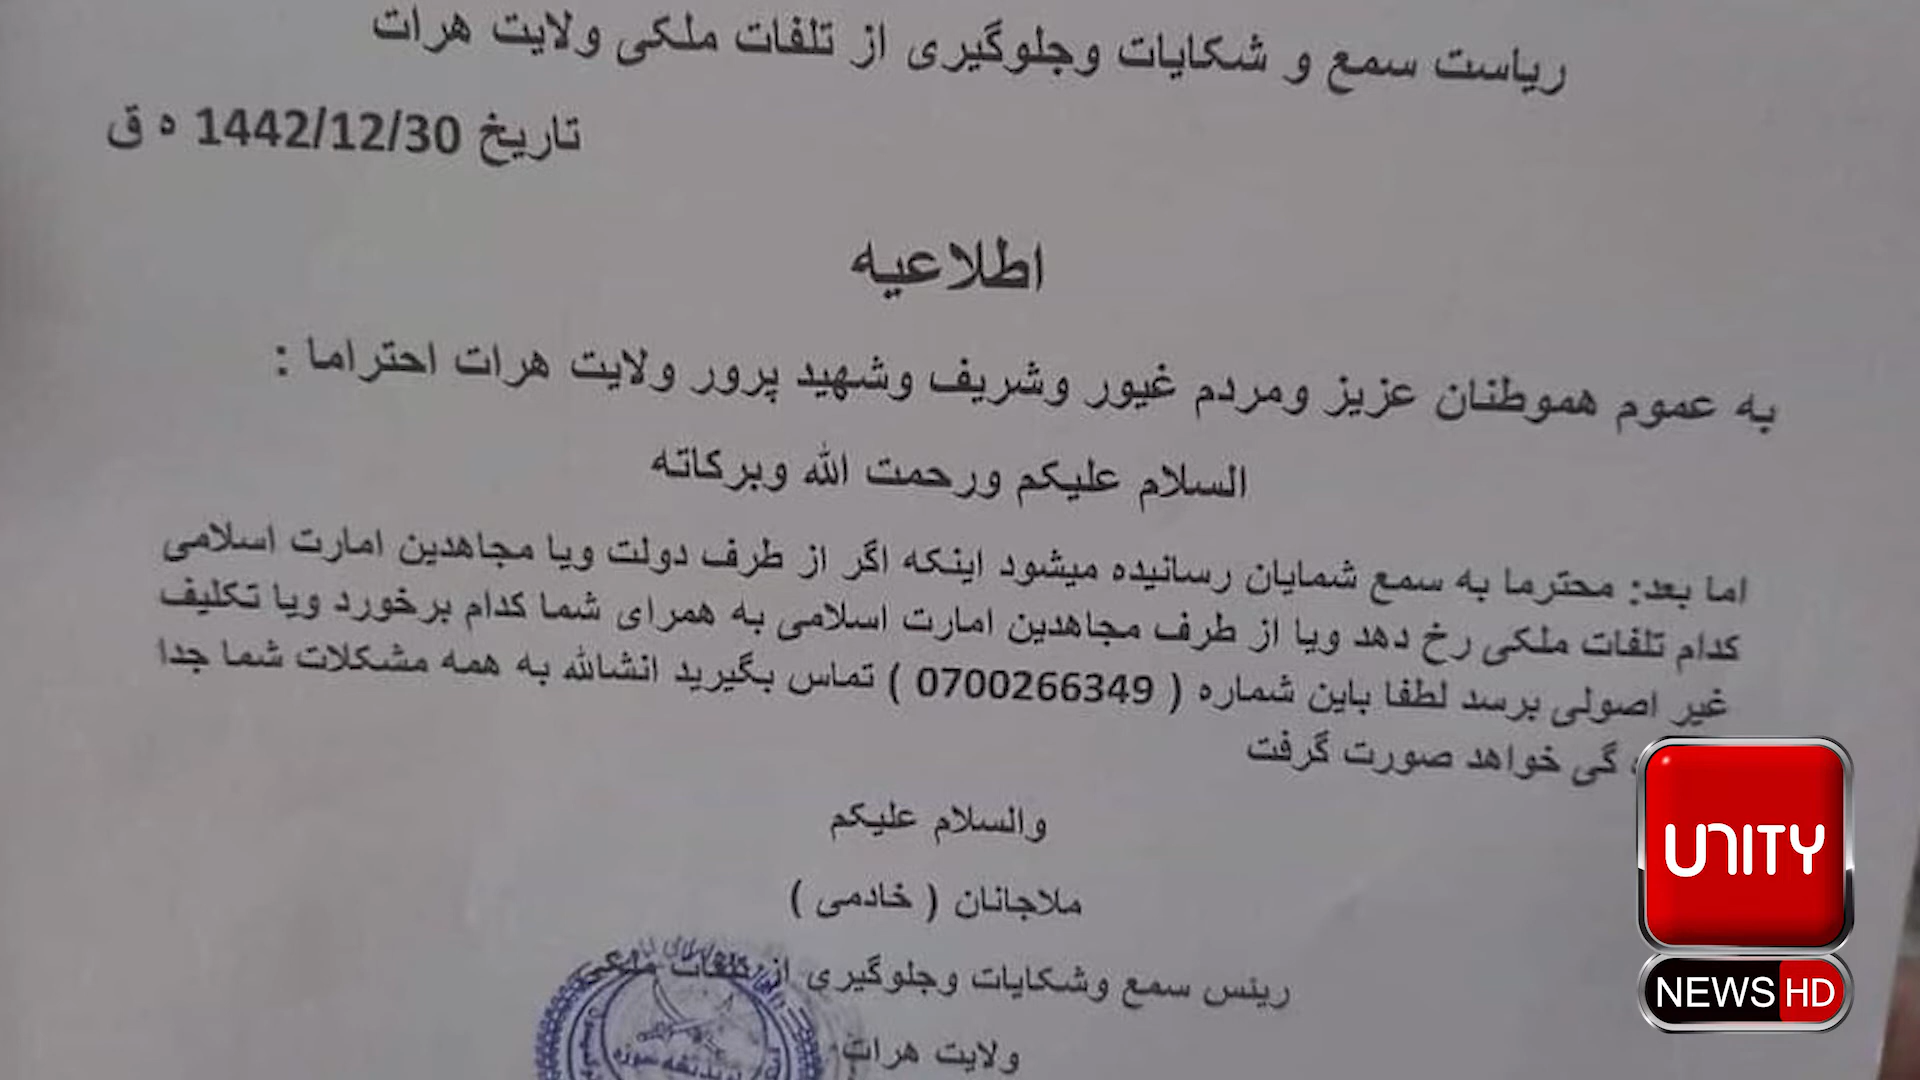 ریاست سمع و شکایات وجلوگیری از تلفات ملکی ولایت هرات
تاریخ 1442/12/30 ه ق
اطلاعیه
به عموم هموطنان عزیز ومردم غیور وشریف وشهید پرور ولایت هرات احتراما :
السلام علیکم ورحمت الله وبرکاته
اما بعد: محترما به سمع شمایان رسانیده میشود اینکه اگر از طرف دولت ویا مجاهدین امارت اسلامی
کدام تلفات ملکی رخ دهد ویا از طرف مجاهدین امارت اسلامی به همرای شما کدام برخورد ویا تکلیف
غیر اصولی برسد لطفا باین شماره ( 0700266349 ) تماس بگیرید انشالله به همه مشکلات شما جدا
گی خواهد صورت گرفت
والسلام علیکم
ملاجانان ( خادمی )
رینس سمع وشکایات وجلوگیری از تلفات ملکی
ولایت هرات
UNITY
NEWS HD